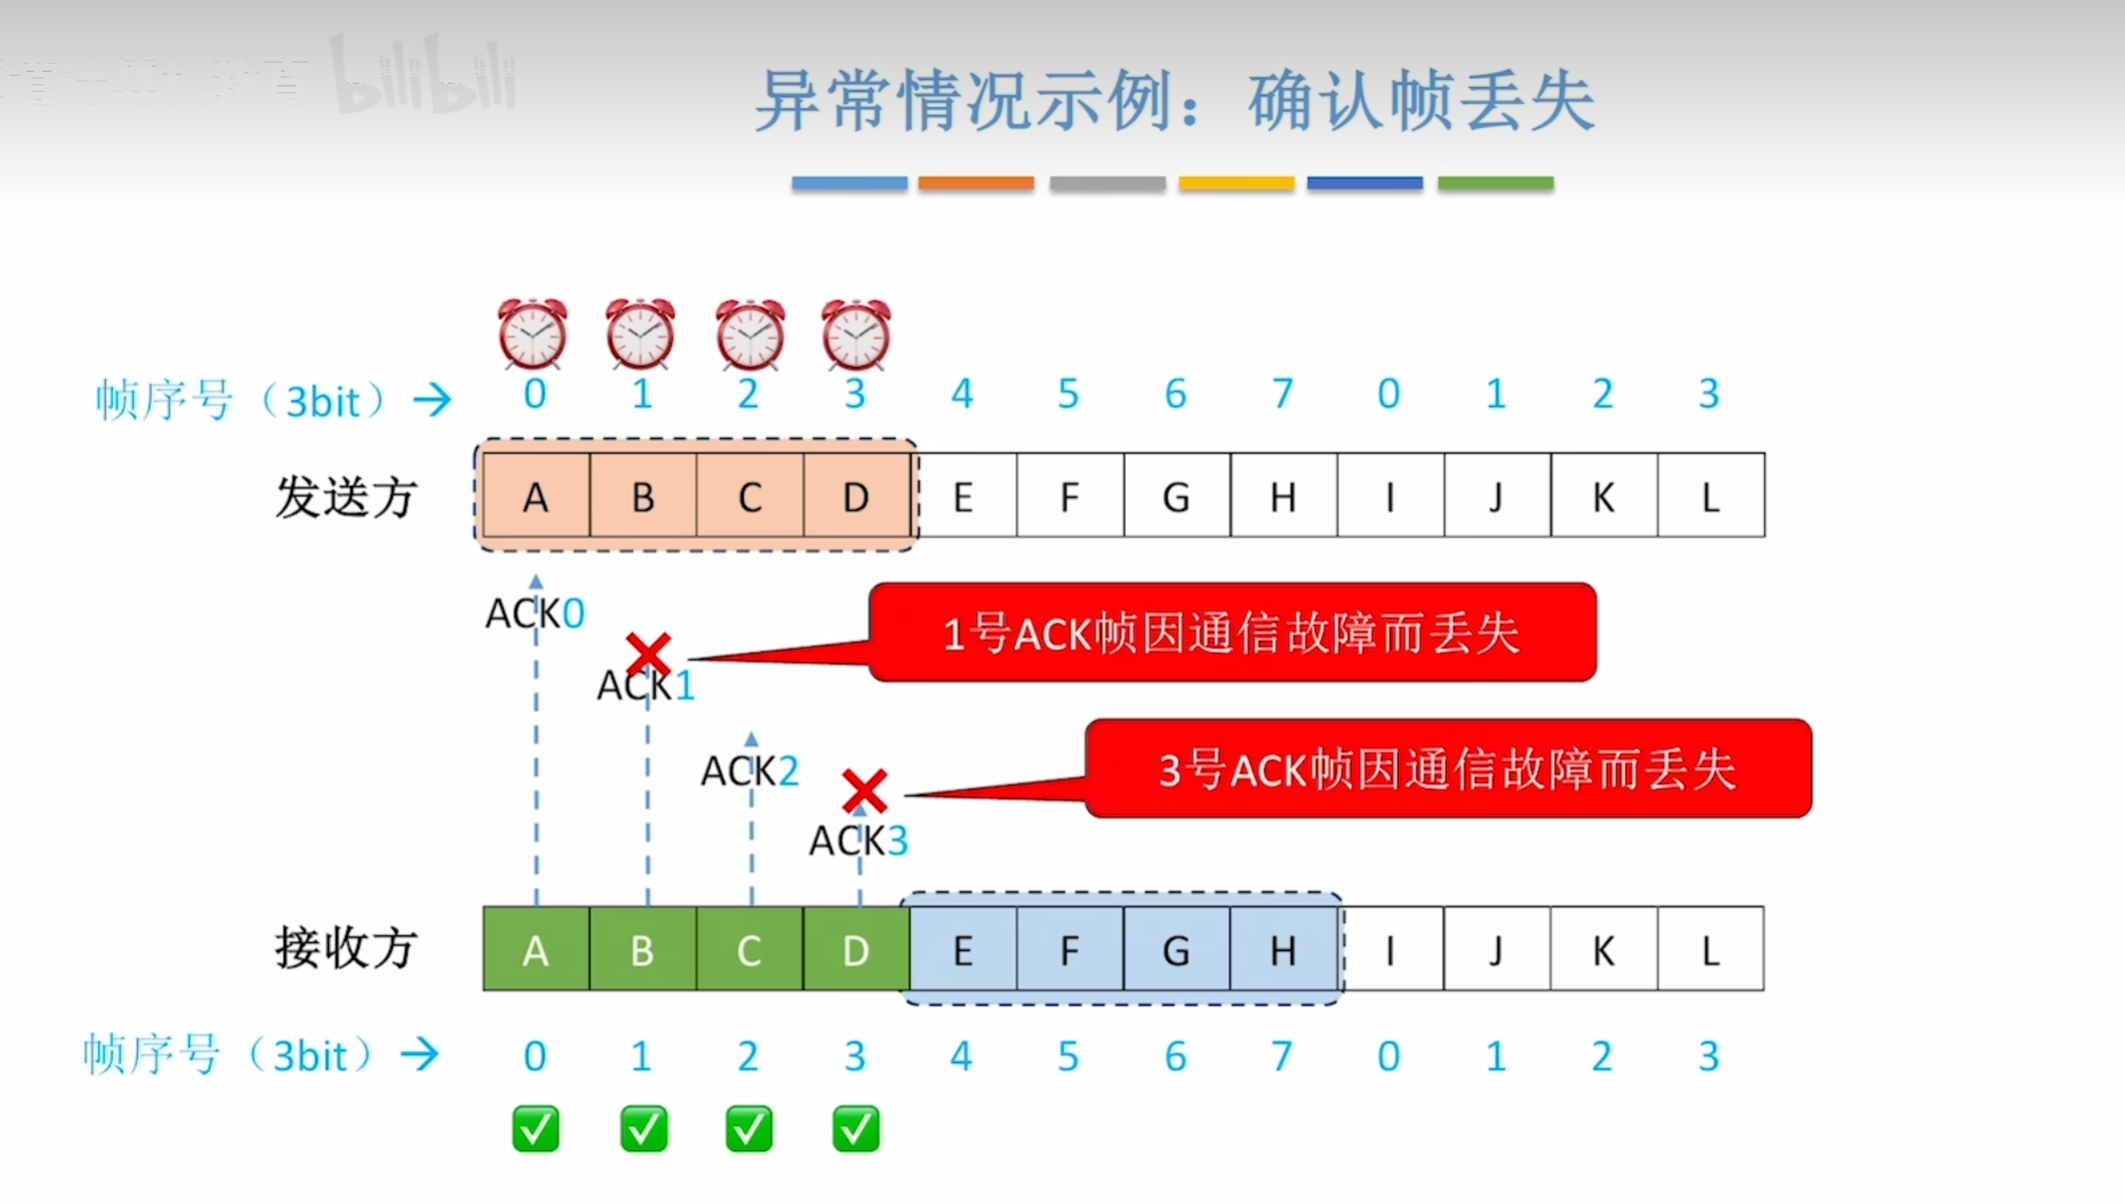 bilibili
异常情况示例：确认帧丢失
帧序号（3bit）→ 0 1 2 3 4 5 6 7 0 1 2 3
发送方 A B C D E F G H I J K L
ACK0
1号ACK帧因通信故障而丢失
ACK1
3号ACK帧因通信故障而丢失
ACK2
ACK3
接收方 A B C D E F G H I J K L
帧序号（3bit）→ 0 1 2 3 4 5 6 7 0 1 2 3